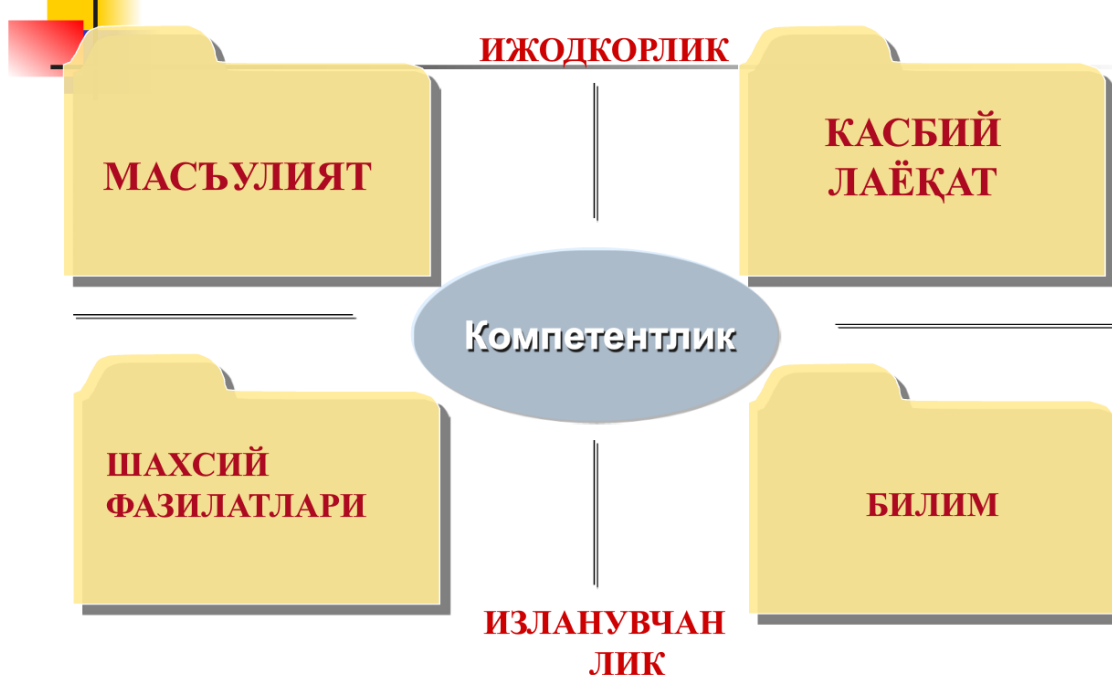 ИЖОДКОРЛИК
МАСЪУЛИЯТ
КАСБИЙ
ЛАЁҚАТ
Компетентлик
ШАХСИЙ
ФАЗИЛАТЛАРИ
БИЛИМ
ИЗЛАНУВЧАН
ЛИК